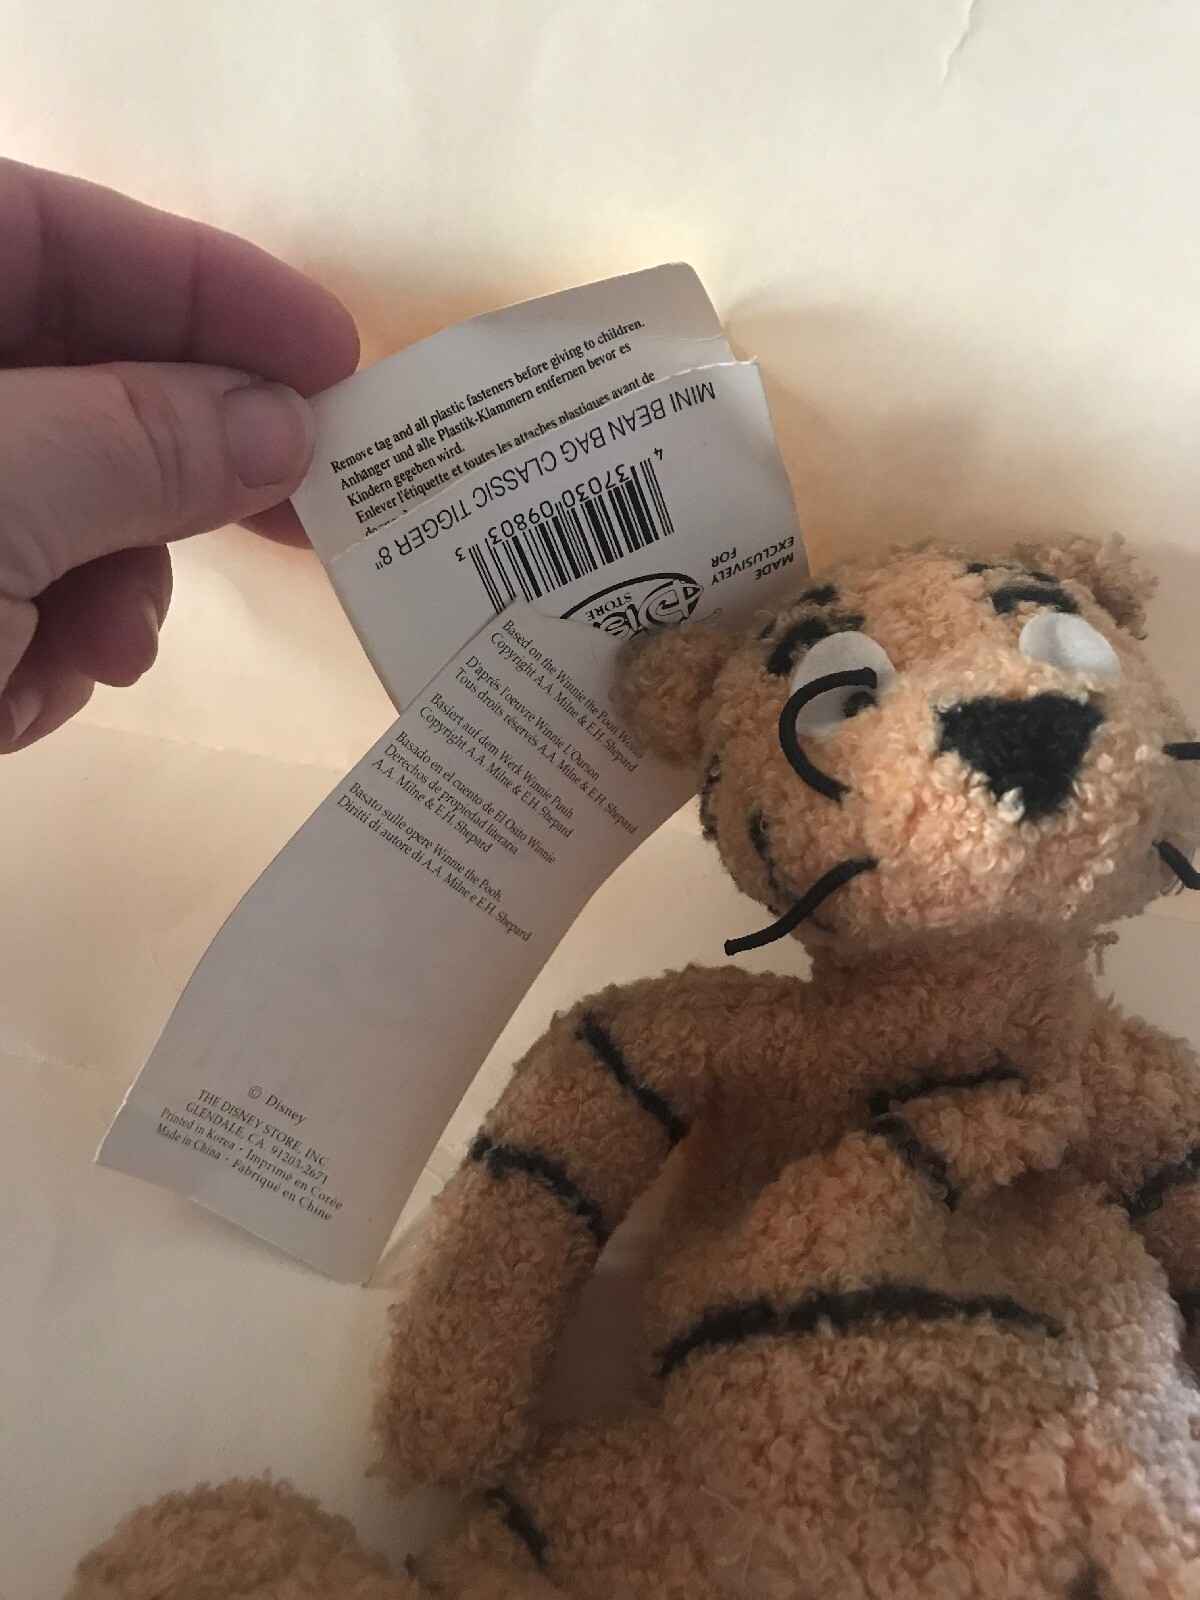 Remove tag and all plastic fasteners before giving to children.
Anhänger und alle Plastik-Klammern entfernen bevor es
Kindern gegeben wird.
Enlever l'étiquette et toutes les attaches plastiques avant de
MINI BEAN BAG CLASSIC TIGGER 8"
4 37030 09803 3
MADE
EXCLUSIVELY
FOR
STORE
Based on the Winnie the Pooh
Copyright A.A. Milne & E.H. Shepard
D'aprés l'oeuvre Winnie L'Ourson
Tous droits réservés A.A. Milne & E.H. Shepard
Basiert auf dem Werk Winnie Puuh
Copyright A.A. Milne & E.H. Shepard
Basado en el cuento de El Osito Winnie
Derechos de propiedad literaria
A.A. Milne & E.H. Shepard
Basato sulle opere Winnie the Pooh.
Diritti di autore di A.A. Milne e E.H. Shepard
© Disney
THE DISNEY STORE, INC.
GLENDALE, CA. 91203-2671
Printed in Korea · Imprimé en Corée
Made in China · Fabriqué en Chine